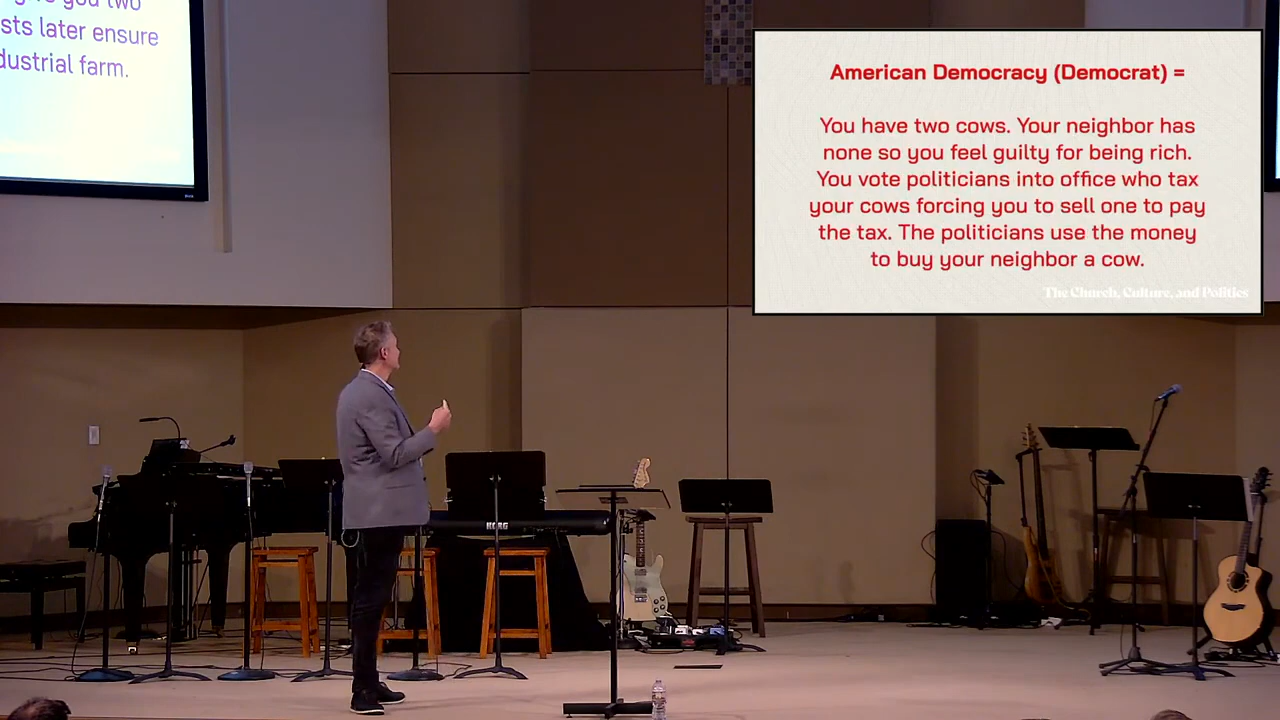 two
sts later ensure
dustrial farm.
American Democracy (Democrat) =
You have two cows. Your neighbor has
none so you feel guilty for being rich.
You vote politicians into office who tax
your cows forcing you to sell one to pay
the tax. The politicians use the money
to buy your neighbor a cow.
The Church, Culture, and Politics
KORG